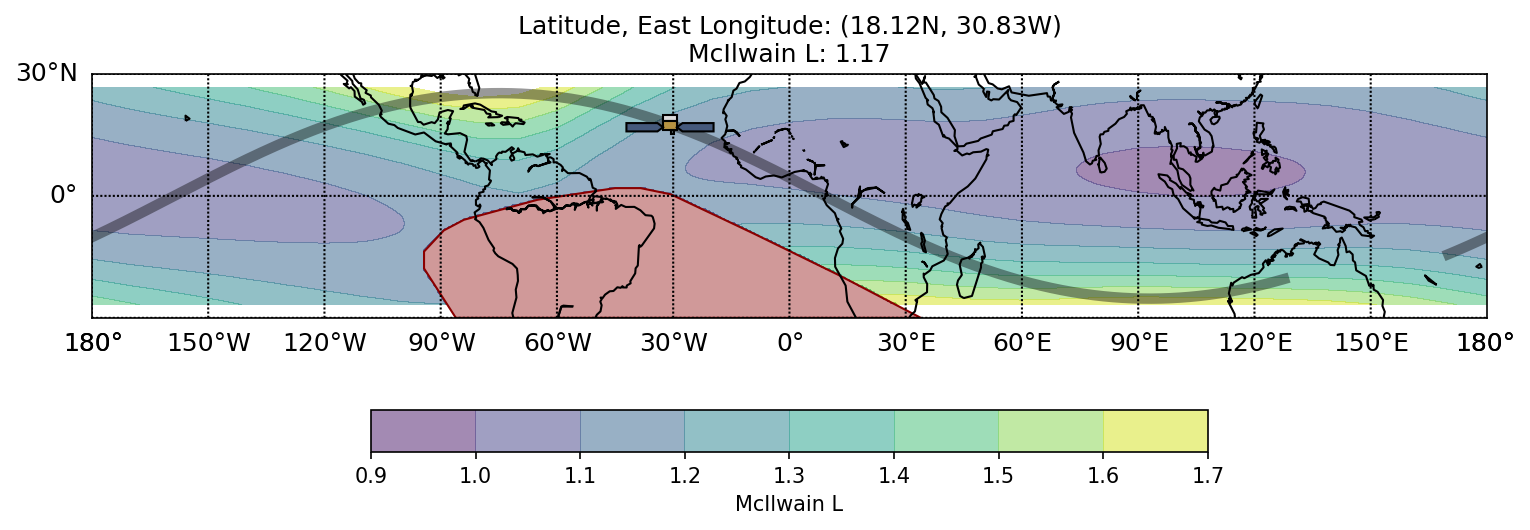 Latitude, East Longitude: (18.12N, 30.83W)
McIlwain L: 1.17
30°N
0°
180° 150°W 120°W 90°W 60°W 30°W 0° 30°E 60°E 90°E 120°E 150°E 180°
0.9 1.0 1.1 1.2 1.3 1.4 1.5 1.6 1.7
McIlwain L